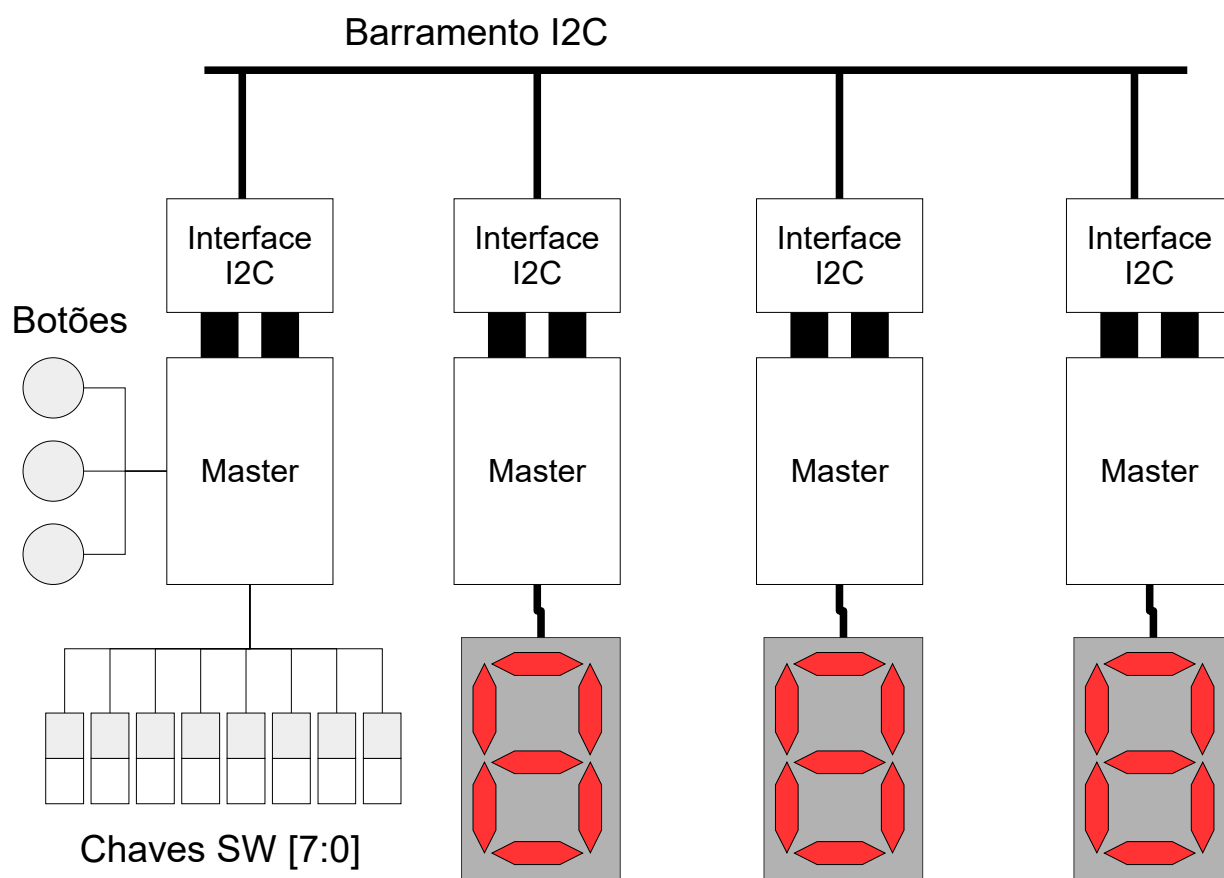 Barramento I2C
Interface
I2C
Interface
I2C
Interface
I2C
Interface
I2C
Botões
Master
Master
Master
Master
Chaves SW [7:0]